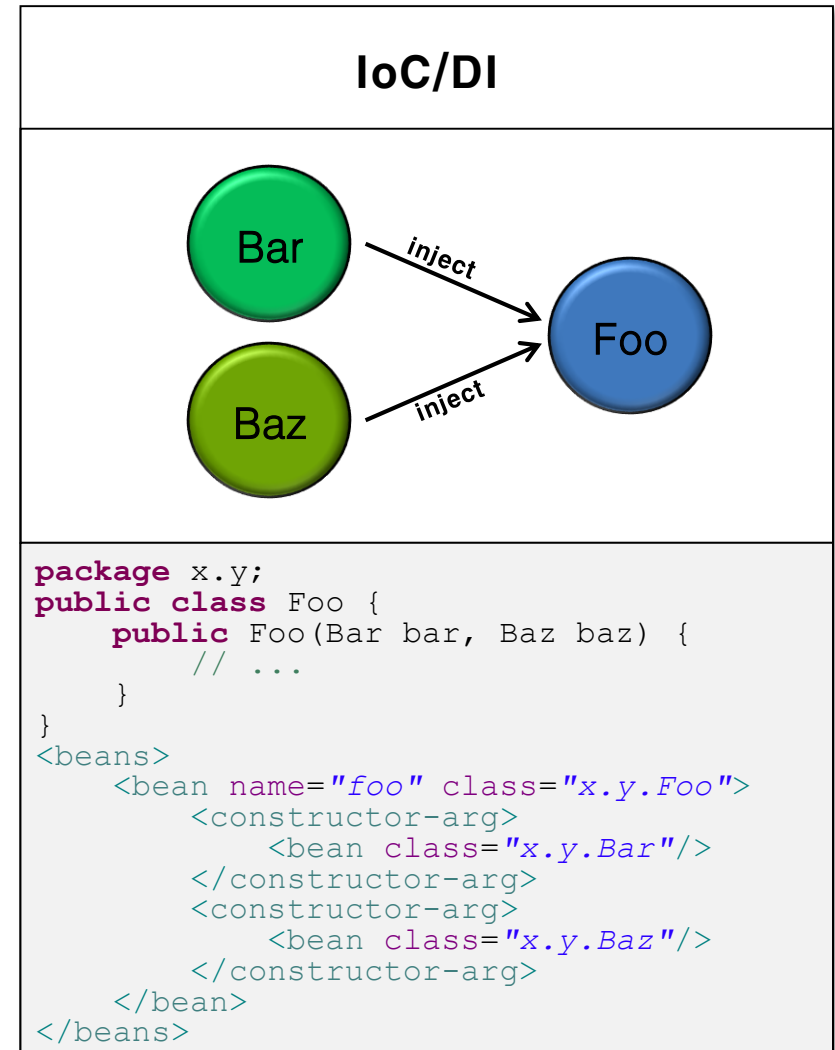 IoC/DI
Bar
inject
Foo
Baz
inject
package x.y;
public class Foo {
    public Foo(Bar bar, Baz baz) {
        // ...
    }
}
<beans>
    <bean name="foo" class="x.y.Foo">
        <constructor-arg>
            <bean class="x.y.Bar"/>
        </constructor-arg>
        <constructor-arg>
            <bean class="x.y.Baz"/>
        </constructor-arg>
    </bean>
</beans>